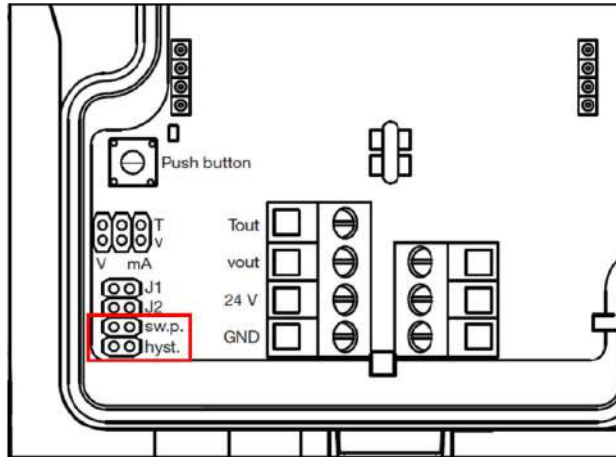 Push button
T
v
V mA
J1
J2
sw.p.
hyst.
Tout
vout
24 V
GND